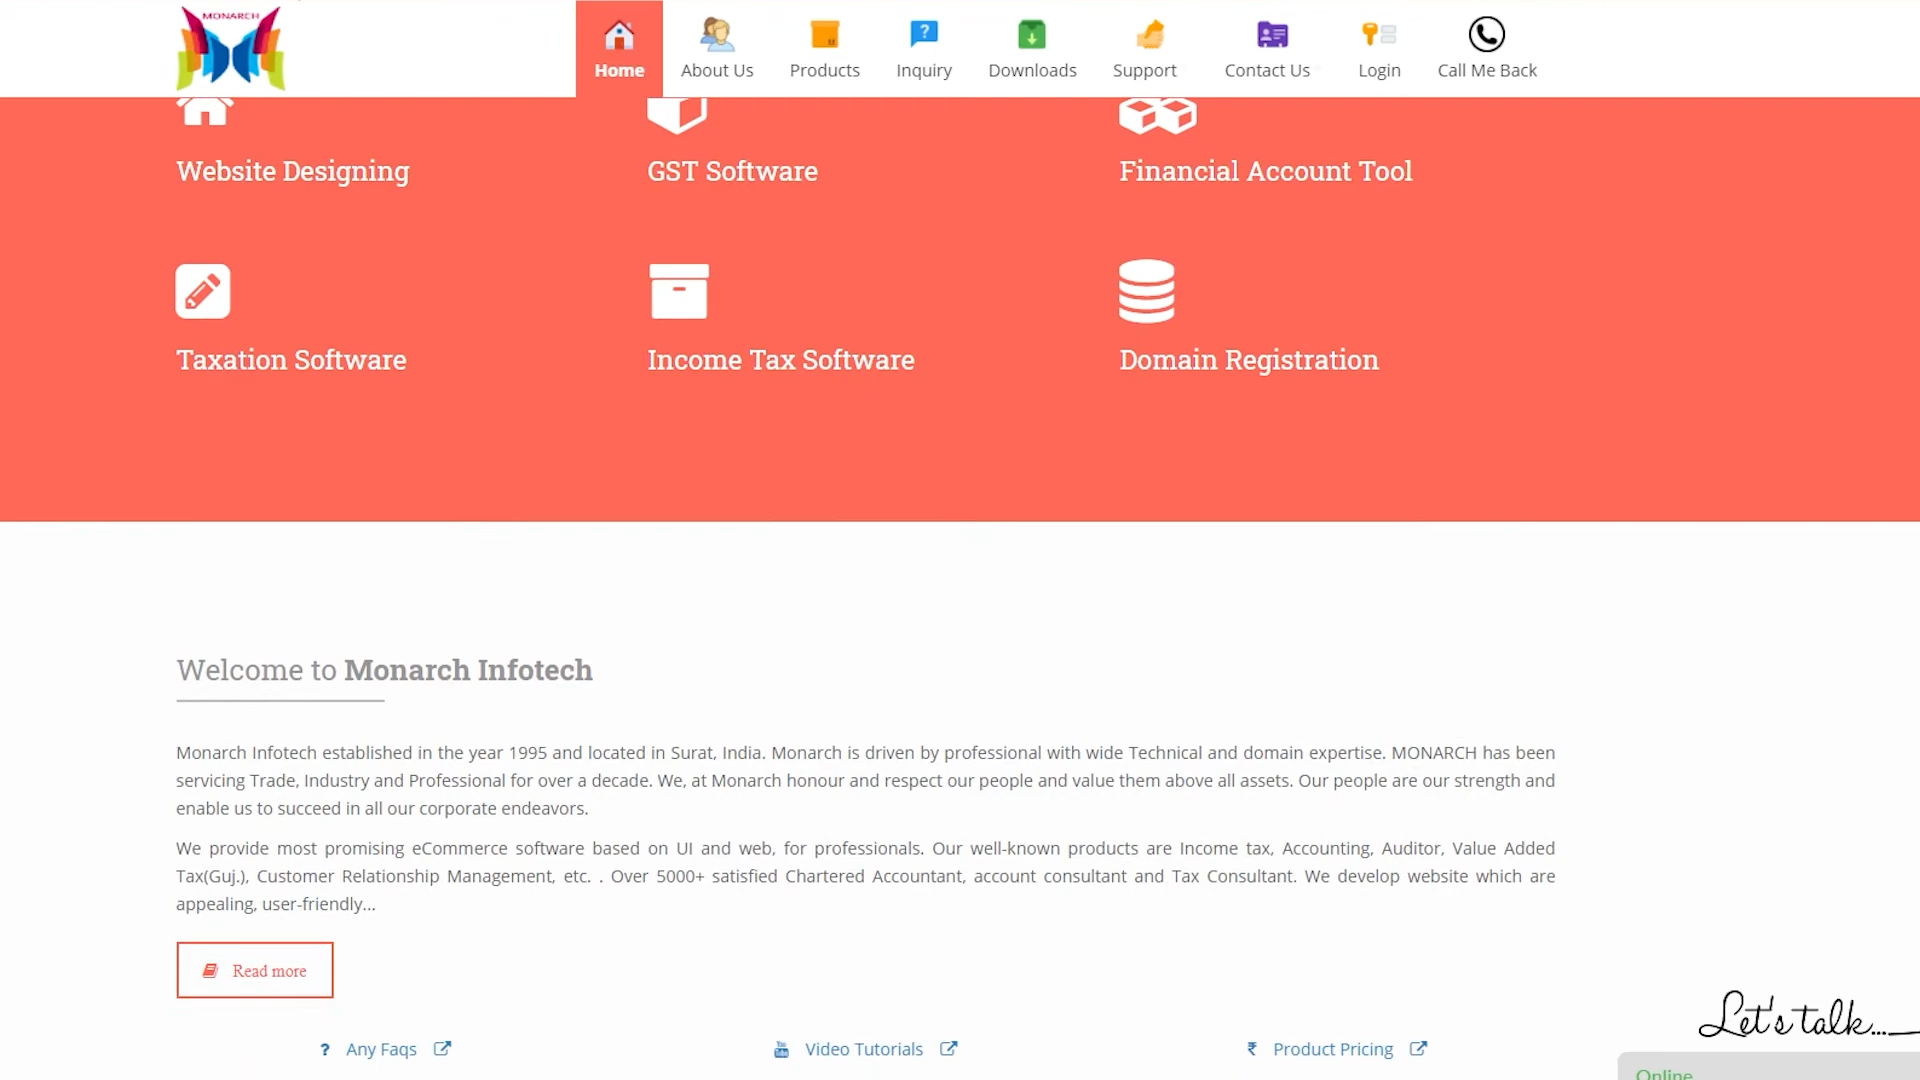 MONARCH
Home
About Us
Products
Inquiry
Downloads
Support
Contact Us
Login
Call Me Back
Website Designing
GST Software
Financial Account Tool
Taxation Software
Income Tax Software
Domain Registration
Welcome to Monarch Infotech
Monarch Infotech established in the year 1995 and located in Surat, India. Monarch is driven by professional with wide Technical and domain expertise. MONARCH has been
servicing Trade, Industry and Professional for over a decade. We, at Monarch honour and respect our people and value them above all assets. Our people are our strength and
enable us to succeed in all our corporate endeavors.
We provide most promising eCommerce software based on UI and web, for professionals. Our well-known products are Income tax, Accounting, Auditor, Value Added
Tax(Guj.), Customer Relationship Management, etc. . Over 5000+ satisfied Chartered Accountant, account consultant and Tax Consultant. We develop website which are
appealing, user-friendly...
Read more
Let's talk...
? Any Faqs
You Tube Video Tutorials
₹ Product Pricing
Online